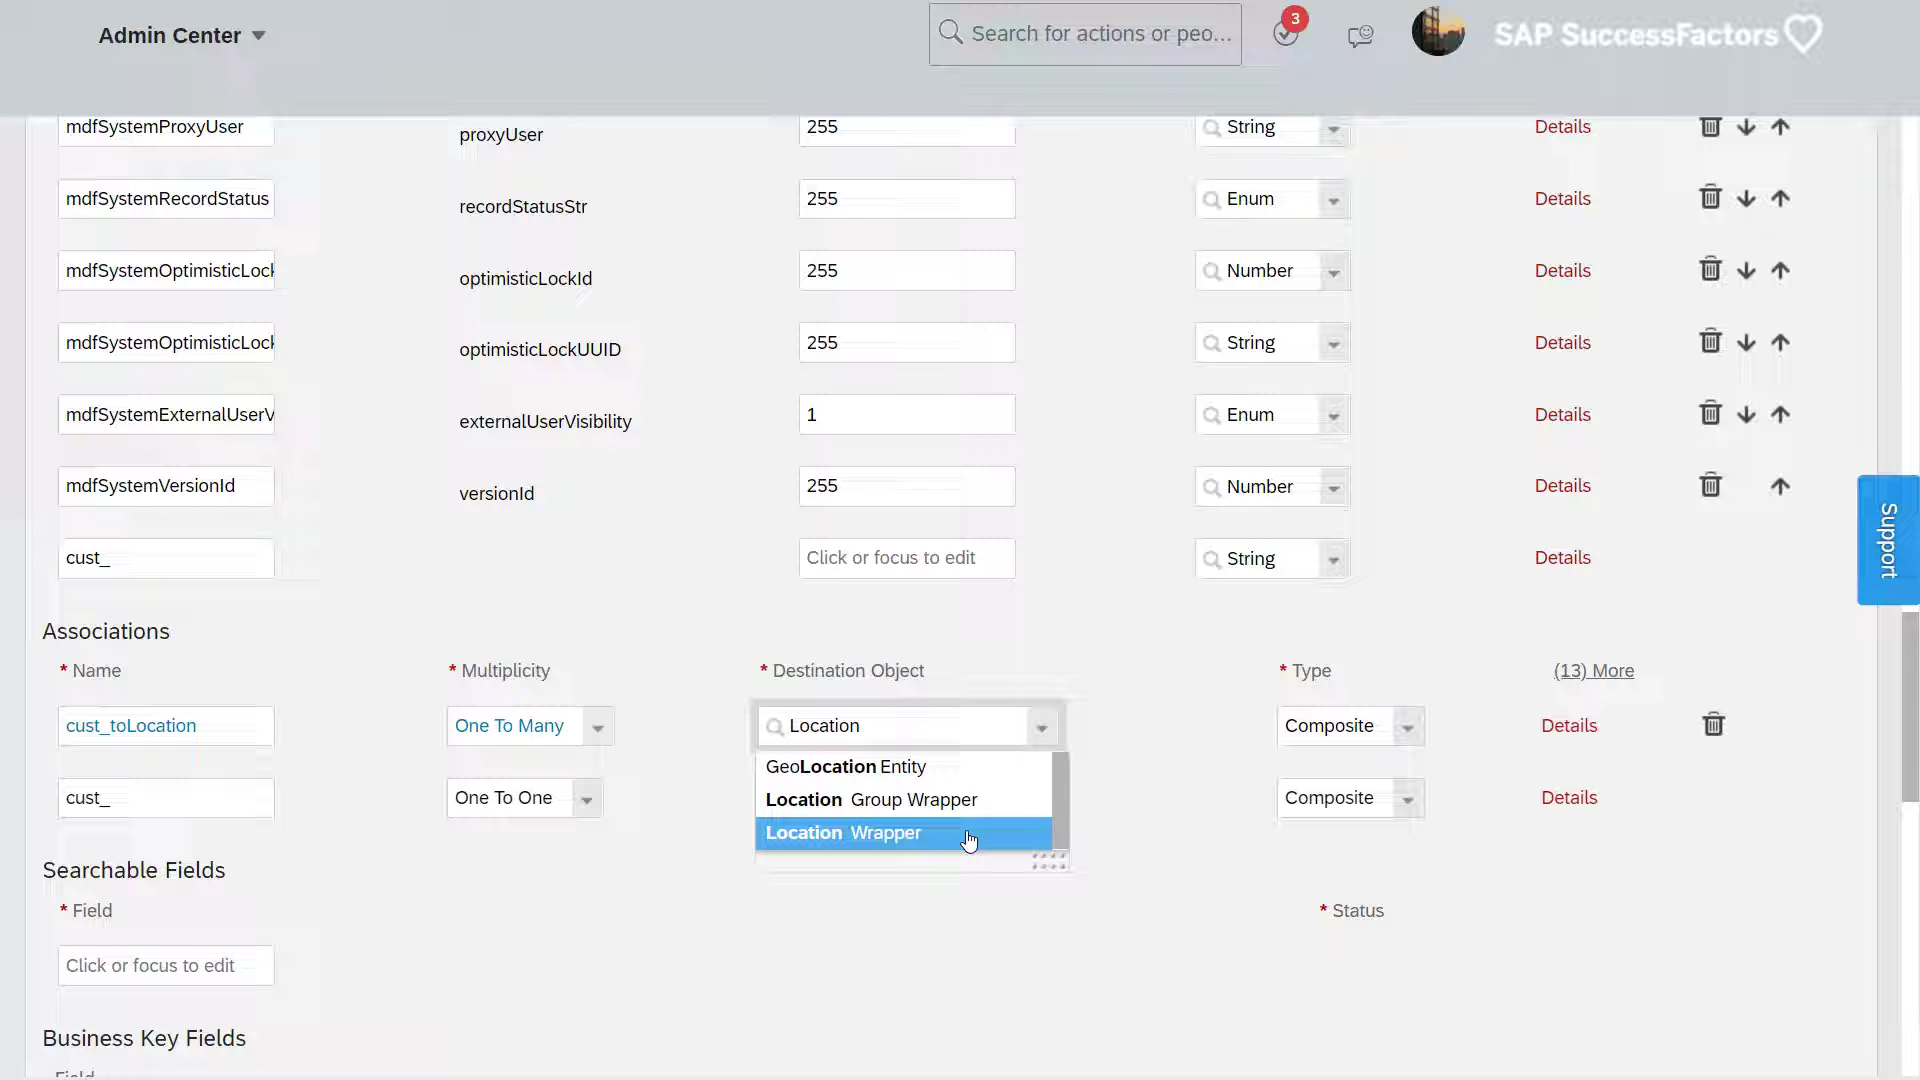 Admin Center
Search for actions or peo...
3
SAP SuccessFactors
mdfSystemProxyUser proxyUser 255 String Details
mdfSystemRecordStatus recordStatusStr 255 Enum Details
mdfSystemOptimisticLock optimisticLockId 255 Number Details
mdfSystemOptimisticLock optimisticLockUUID 255 String Details
mdfSystemExternalUserV externalUserVisibility 1 Enum Details
mdfSystemVersionId versionId 255 Number Details
cust_ Click or focus to edit String Details
Support
Associations
* Name * Multiplicity * Destination Object * Type (13) More
cust_toLocation One To Many Location Composite Details
GeoLocation Entity
Location Group Wrapper
Location Wrapper
cust_ One To One Composite Details
Searchable Fields
* Field * Status
Click or focus to edit
Business Key Fields
Field